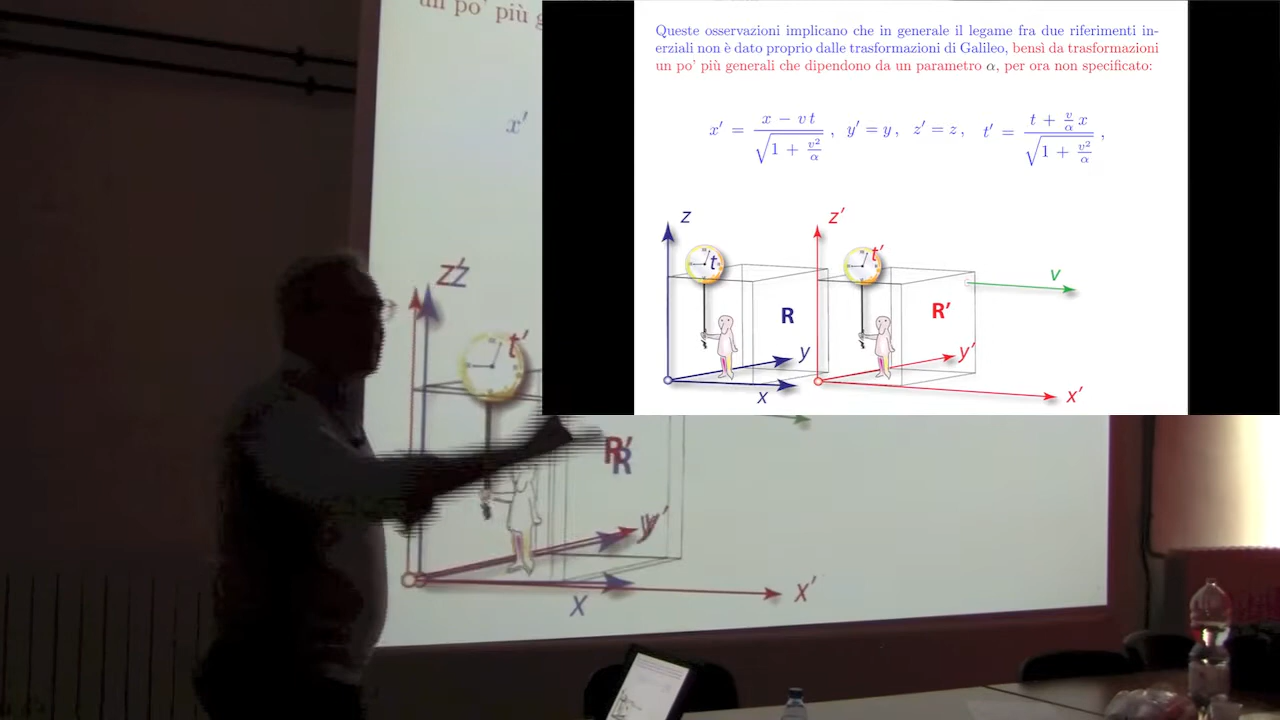 un po' più g
x'
zz'
t'
R'R
yy'
x
x'
Queste osservazioni implicano che in generale il legame fra due riferimenti in-
erziali non è dato proprio dalle trasformazioni di Galileo, bensì da trasformazioni
un po' più generali che dipendono da un parametro α, per ora non specificato:
x' = x − v t / √(1 + v²/α) , y' = y , z' = z , t' = t + v/α x / √(1 + v²/α) ,
z
z'
t
t'
v
R
R'
y
y'
x
x'